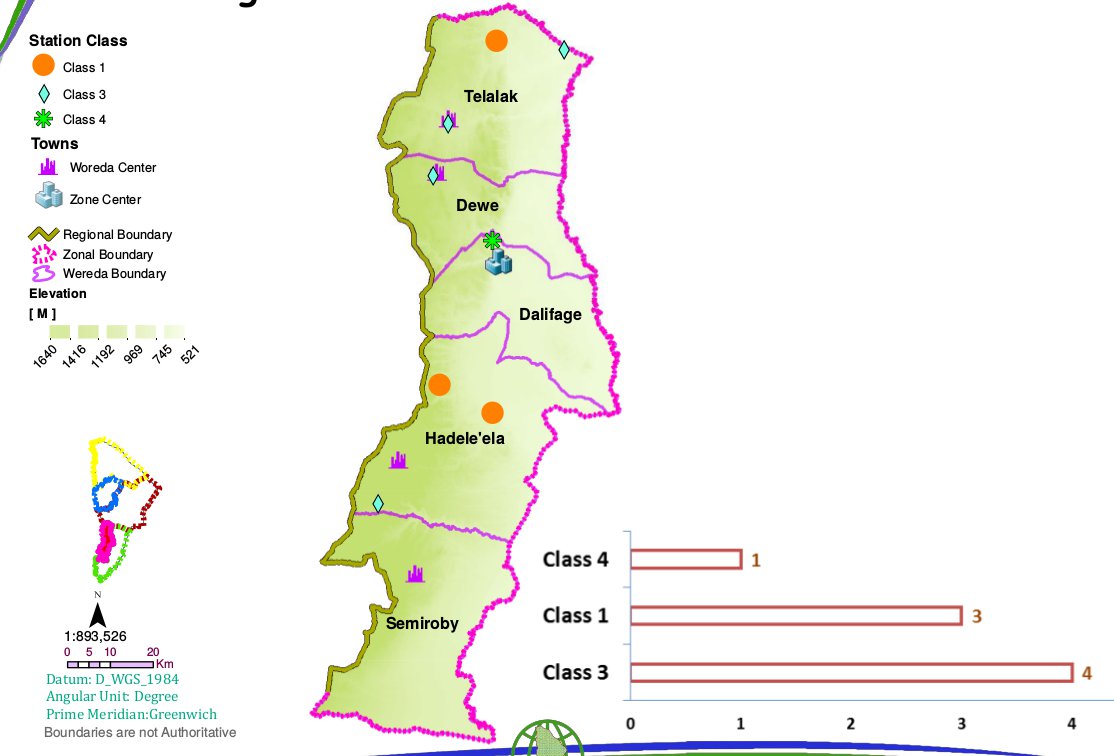 Station Class
Class 1
Class 3
Class 4
Towns
Woreda Center
Zone Center
Regional Boundary
Zonal Boundary
Wereda Boundary
Elevation
[ M ]
1640 1416 1192 969 745 521
N
1:893,526
0 5 10 20
Km
Datum: D_WGS_1984
Angular Unit: Degree
Prime Meridian:Greenwich
Boundaries are not Authoritative
Telalak
Dewe
Dalifage
Hadele'ela
Semiroby
Class 4 1
Class 1 3
Class 3 4
0 1 2 3 4